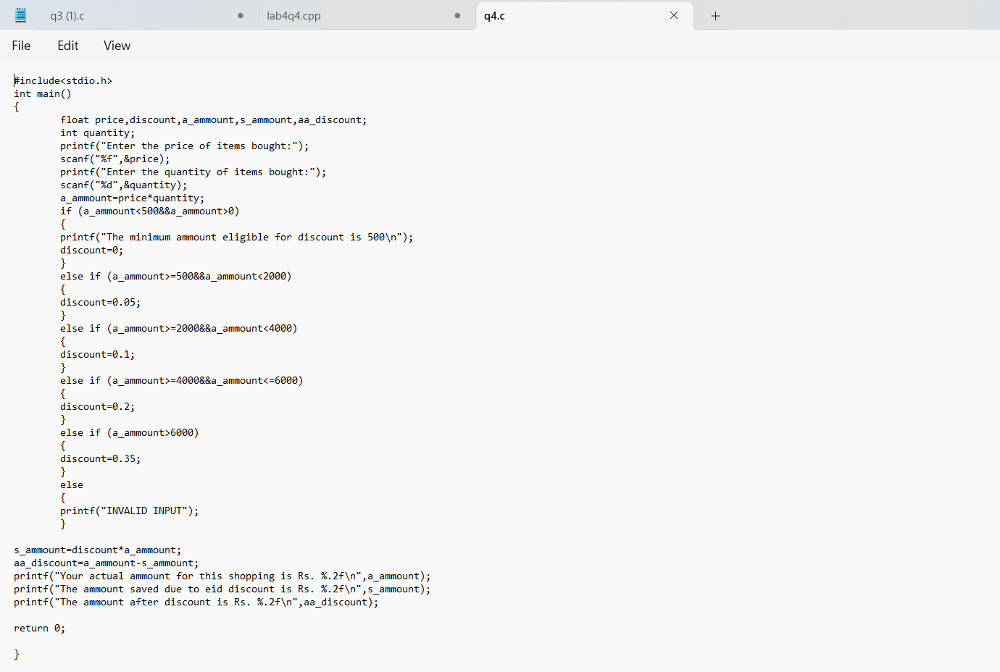 q3 (1).c
lab4q4.cpp
q4.c
File Edit View
#include<stdio.h>
int main()
{
float price,discount,a_ammount,s_ammount,aa_discount;
int quantity;
printf("Enter the price of items bought:");
scanf("%f",&price);
printf("Enter the quantity of items bought:");
scanf("%d",&quantity);
a_ammount=price*quantity;
if (a_ammount<500&&a_ammount>0)
{
printf("The minimum ammount eligible for discount is 500\n");
discount=0;
}
else if (a_ammount>=500&&a_ammount<2000)
{
discount=0.05;
}
else if (a_ammount>=2000&&a_ammount<4000)
{
discount=0.1;
}
else if (a_ammount>=4000&&a_ammount<=6000)
{
discount=0.2;
}
else if (a_ammount>6000)
{
discount=0.35;
}
else
{
printf("INVALID INPUT");
}
s_ammount=discount*a_ammount;
aa_discount=a_ammount-s_ammount;
printf("Your actual ammount for this shopping is Rs. %.2f\n",a_ammount);
printf("The ammount saved due to eid discount is Rs. %.2f\n",s_ammount);
printf("The ammount after discount is Rs. %.2f\n",aa_discount);
return 0;
}